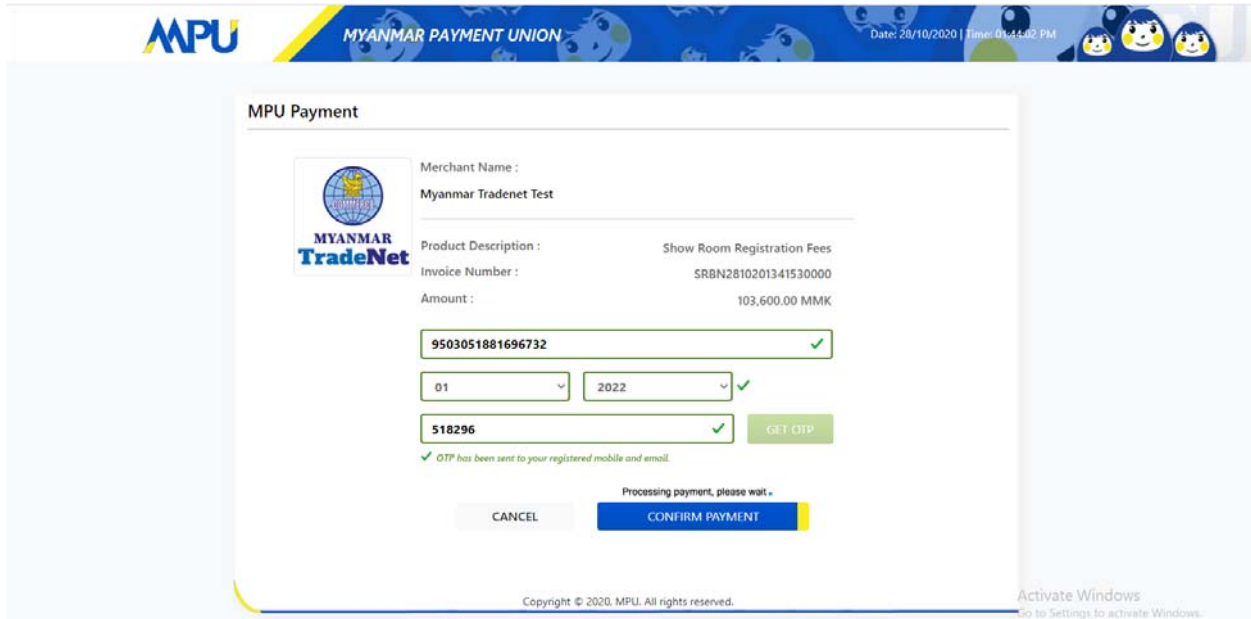 MPU
MYANMAR PAYMENT UNION
Date: 28/10/2020 | Time: 01:44:02 PM
MPU Payment
COMMERCE
MYANMAR
TradeNet
Merchant Name :
Myanmar Tradenet Test
Product Description : Show Room Registration Fees
Invoice Number : SRBN2810201341530000
Amount : 103,600.00 MMK
9503051881696732
01 2022
518296 GET OTP
OTP has been sent to your registered mobile and email.
Processing payment, please wait.
CANCEL CONFIRM PAYMENT
Copyright © 2020. MPU. All rights reserved.
Activate Windows
Go to Settings to activate Windows.